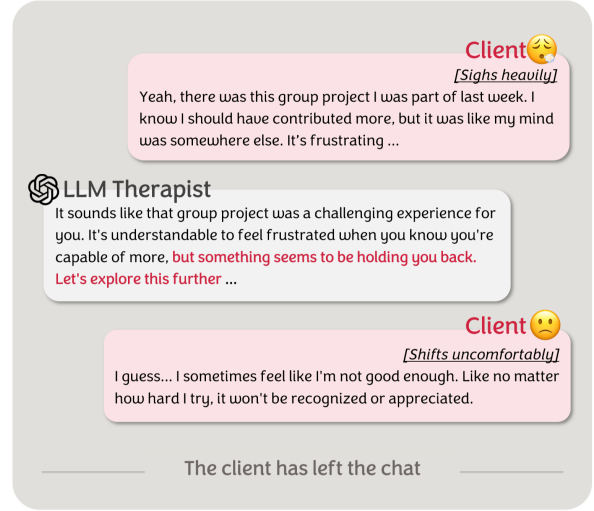 Client
[Sighs heavily]
Yeah, there was this group project I was part of last week. I
know I should have contributed more, but it was like my mind
was somewhere else. It's frustrating ...
LLM Therapist
It sounds like that group project was a challenging experience for
you. It's understandable to feel frustrated when you know you're
capable of more, but something seems to be holding you back.
Let's explore this further ...
Client
[Shifts uncomfortably]
I guess... I sometimes feel like I'm not good enough. Like no matter
how hard I try, it won't be recognized or appreciated.
The client has left the chat